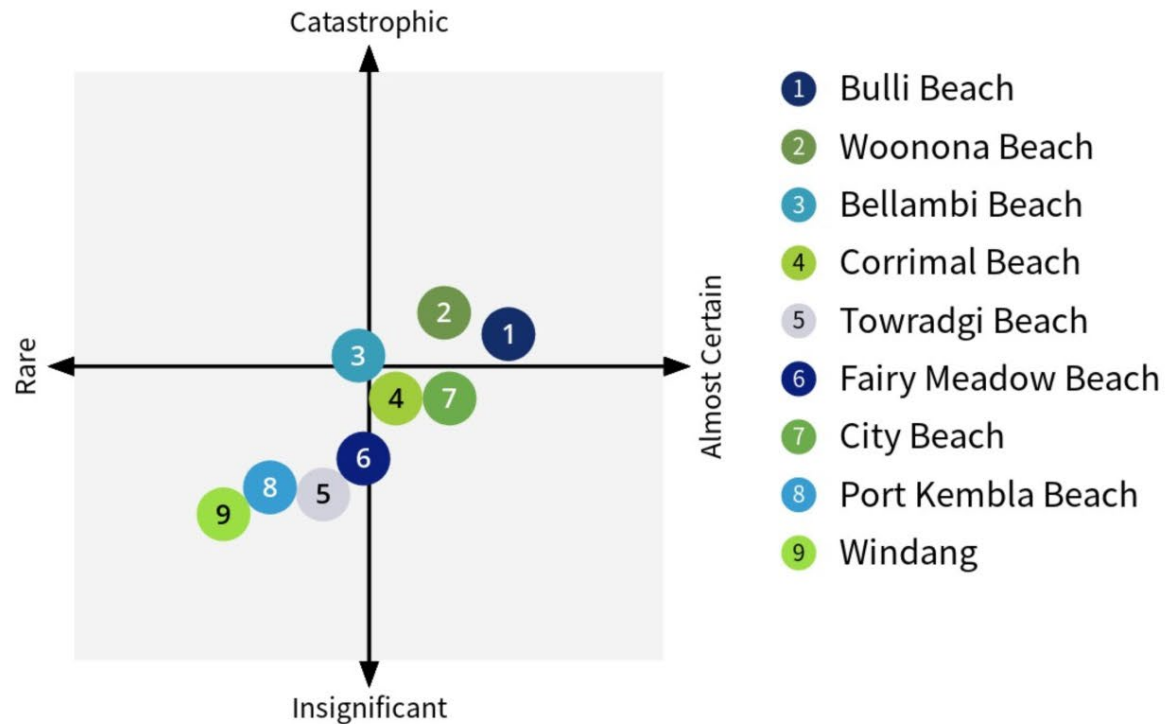 Catastrophic
Rare
Almost Certain
Insignificant
2
1
3
4
7
6
8
5
9
1 Bulli Beach
2 Woonona Beach
3 Bellambi Beach
4 Corrimal Beach
5 Towradgi Beach
6 Fairy Meadow Beach
7 City Beach
8 Port Kembla Beach
9 Windang